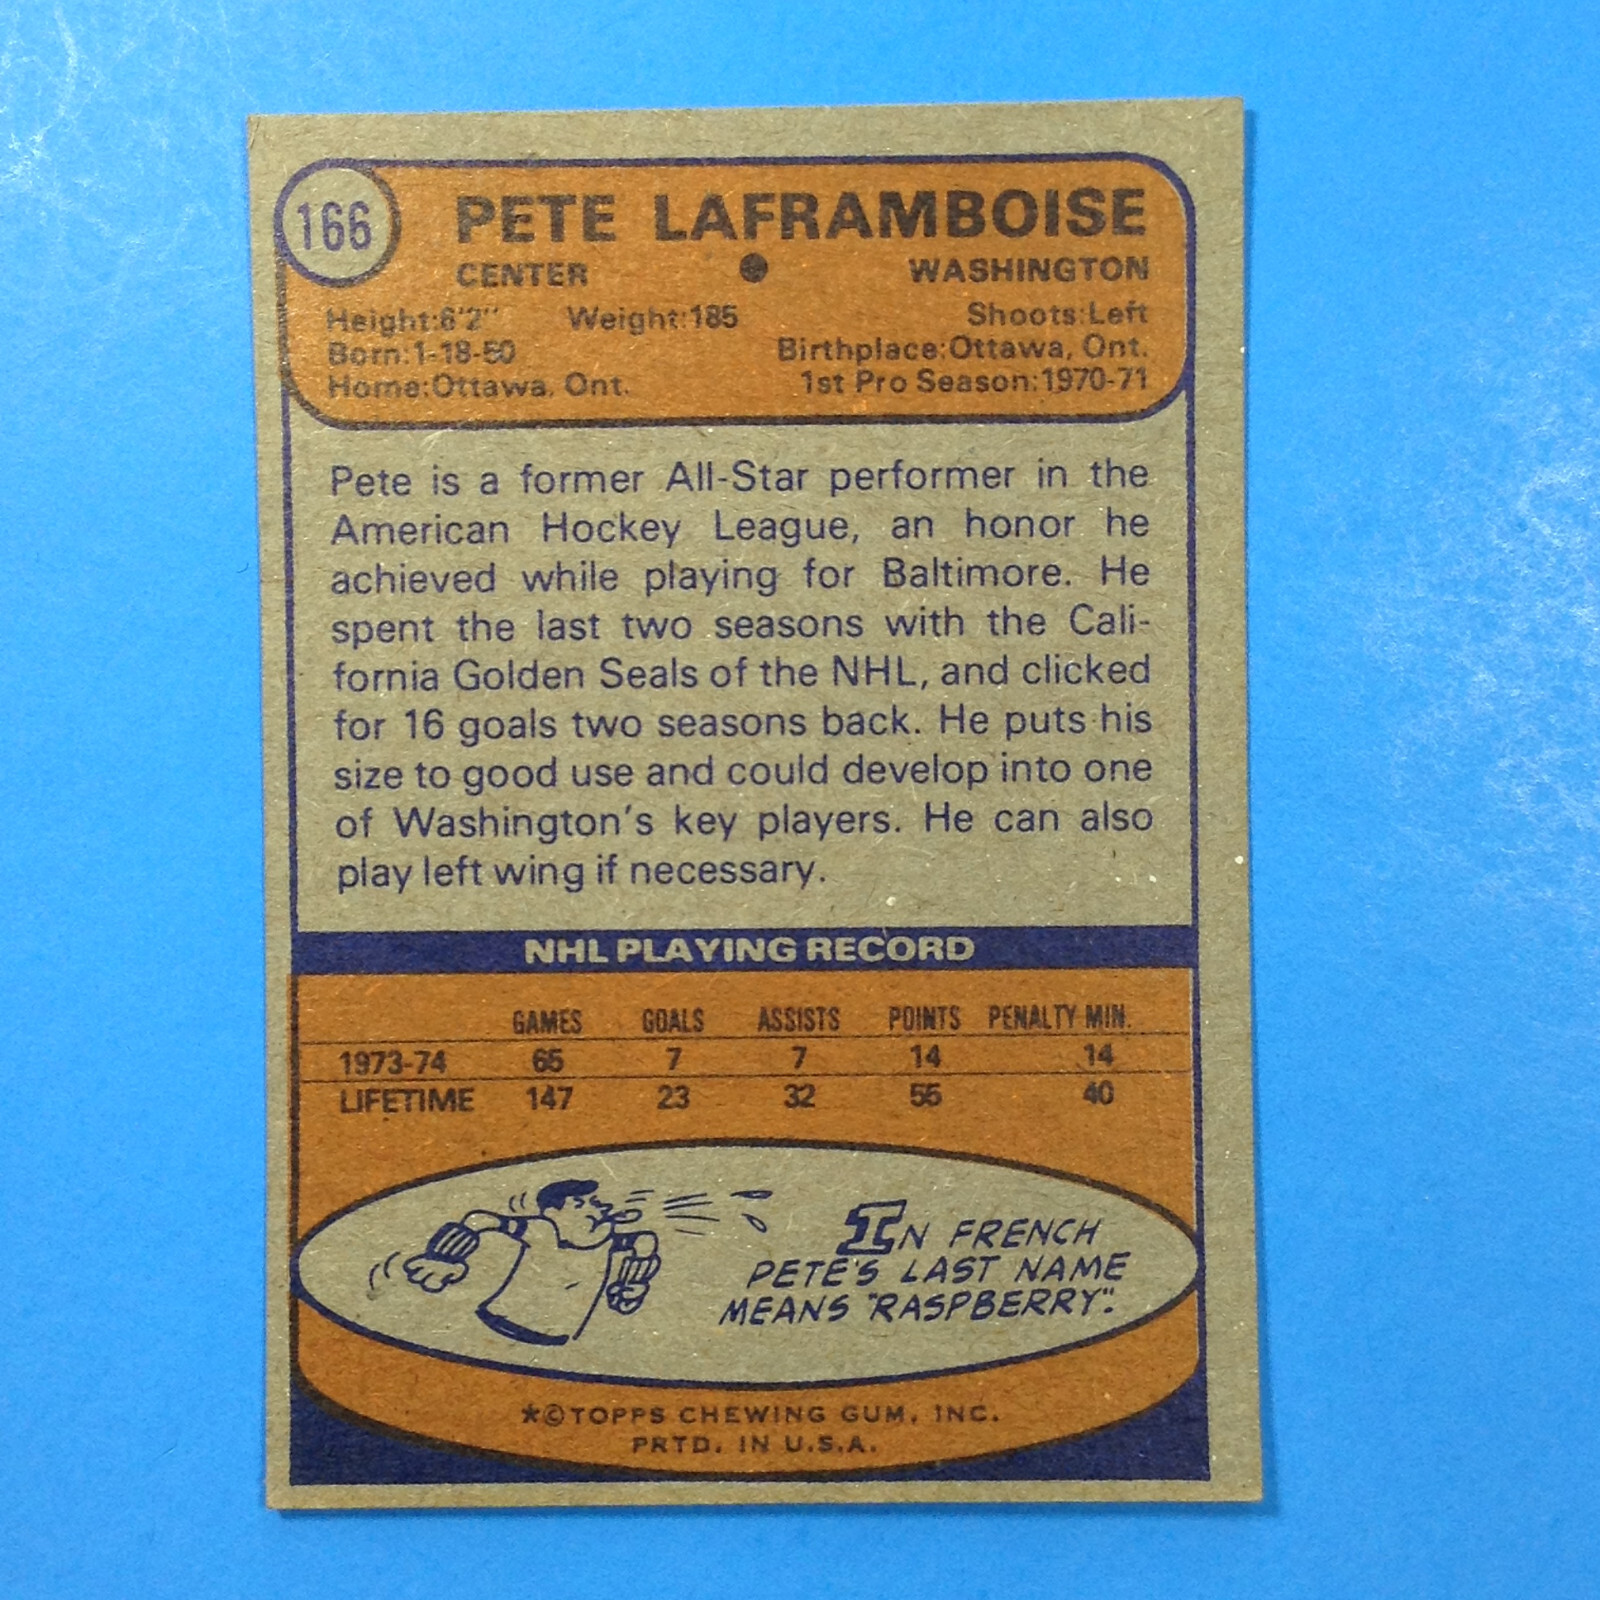 166
PETE LAFRAMBOISE
CENTER ● WASHINGTON
Height:6'2" Weight:185 Shoots:Left
Born:1-18-50 Birthplace:Ottawa, Ont.
Home:Ottawa, Ont. 1st Pro Season:1970-71
Pete is a former All-Star performer in the
American Hockey League, an honor he
achieved while playing for Baltimore. He
spent the last two seasons with the Cali-
fornia Golden Seals of the NHL, and clicked
for 16 goals two seasons back. He puts his
size to good use and could develop into one
of Washington's key players. He can also
play left wing if necessary.
NHL PLAYING RECORD
GAMES GOALS ASSISTS POINTS PENALTY MIN.
1973-74 65 7 7 14 14
LIFETIME 147 23 32 55 40
IN FRENCH
PETE'S LAST NAME
MEANS "RASPBERRY".
*©TOPPS CHEWING GUM, INC.
PRTD. IN U.S.A.